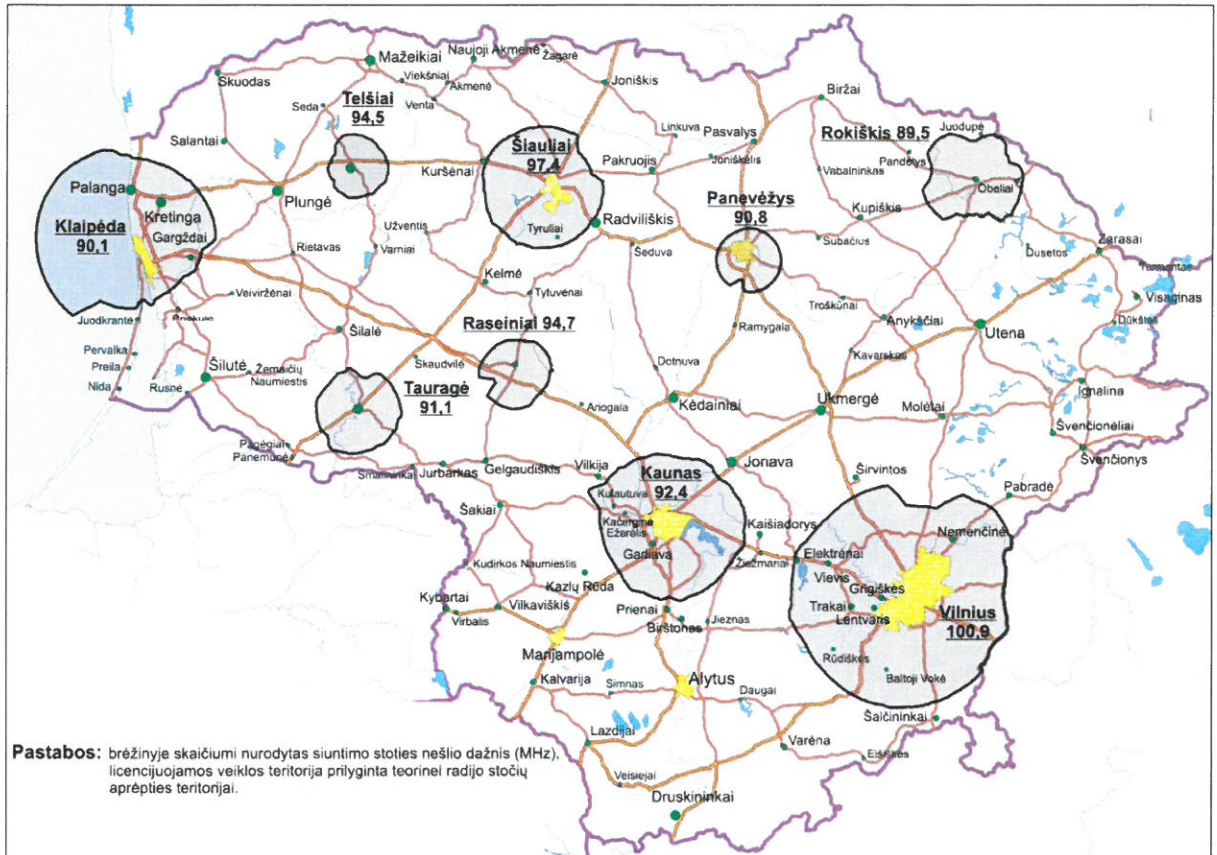 Mažeikiai
Naujoji Akmenė
Žagarė
Skuodas
Viekšniai
Akmenė
Joniškis
Seda
Venta
Telšiai
94,5
Biržai
Salantai
Linkuva
Pasvalys
Rokiškis 89,5
Juodupė
Šiauliai
97,4
Joniškėlis
Pandėlys
Kuršėnai
Pakruojis
Vabalninkas
Obeliai
Palanga
Plungė
Kretinga
Klaipėda
90,1
Gargždai
Užventis
Radviliškis
Panevėžys
90,8
Kupiškis
Tyruliai
Subačius
Rietavas
Varniai
Šeduva
Dusetos
Zarasai
Turmantas
Kelmė
Veiviržėnai
Tytuvėnai
Troškūnai
Visaginas
Juodkrantė
Priekulė
Šilalė
Raseiniai 94,7
Ramygala
Anykščiai
Dūkštos
Utena
Pervalka
Preila
Nida
Šilutė
Žemaičių
Naumiestis
Rusnė
Skaudvilė
Dotnuva
Kavarskas
Tauragė
91,1
Ariogala
Kėdainiai
Ukmergė
Molėtai
Ignalina
Švenčionėliai
Švenčionys
Pagėgiai
Panemunė
Smalininkai
Jurbarkas
Gelgaudiškis
Vilkija
Jonava
Širvintos
Kaunas
92,4
Pabradė
Šakiai
Kulautuva
Kačerginė
Ežerėlis
Kaišiadorys
Nemenčinė
Garliava
Žiežmariai
Elektrėnai
Vievis
Grigiškės
Kudirkos Naumiestis
Kazlų Rūda
Kybartai
Virbalis
Vilkaviškis
Prienai
Birštonas
Jieznas
Trakai
Lentvaris
Vilnius
100,9
Marijampolė
Rūdiškės
Baltoji Vokė
Kalvarija
Simnas
Alytus
Daugai
Šalčininkai
Lazdijai
Varėna
Eišiškės
Veisiejai
Druskininkai
Pastabos: brėžinyje skaičiumi nurodytas siuntimo stoties nešlio dažnis (MHz),
licencijuojamos veiklos teritorija prilyginta teorinei radijo stočių
aprėpties teritorijai.